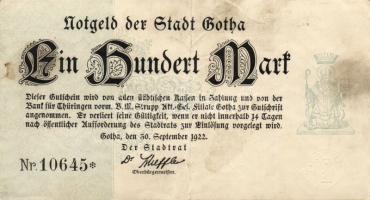 Notgeld der Stadt Gotha
Ein Hundert Mark
Dieser Gutschein wird von allen städtischen Kassen in Zahlung und von der
Bank für Thüringen vorm. B. M. Strupp Akt.-Ges. Filiale Gotha zur Gutschrift
angenommen. Er verliert seine Gültigkeit, wenn er nicht innerhalb 14 Tagen
nach öffentlicher Aufforderung des Stadtrats zur Einlösung vorgelegt wird.
Gotha, den 30. September 1922.
Der Stadtrat
Dr
Oberbürgermeister.
Nr. 10645*